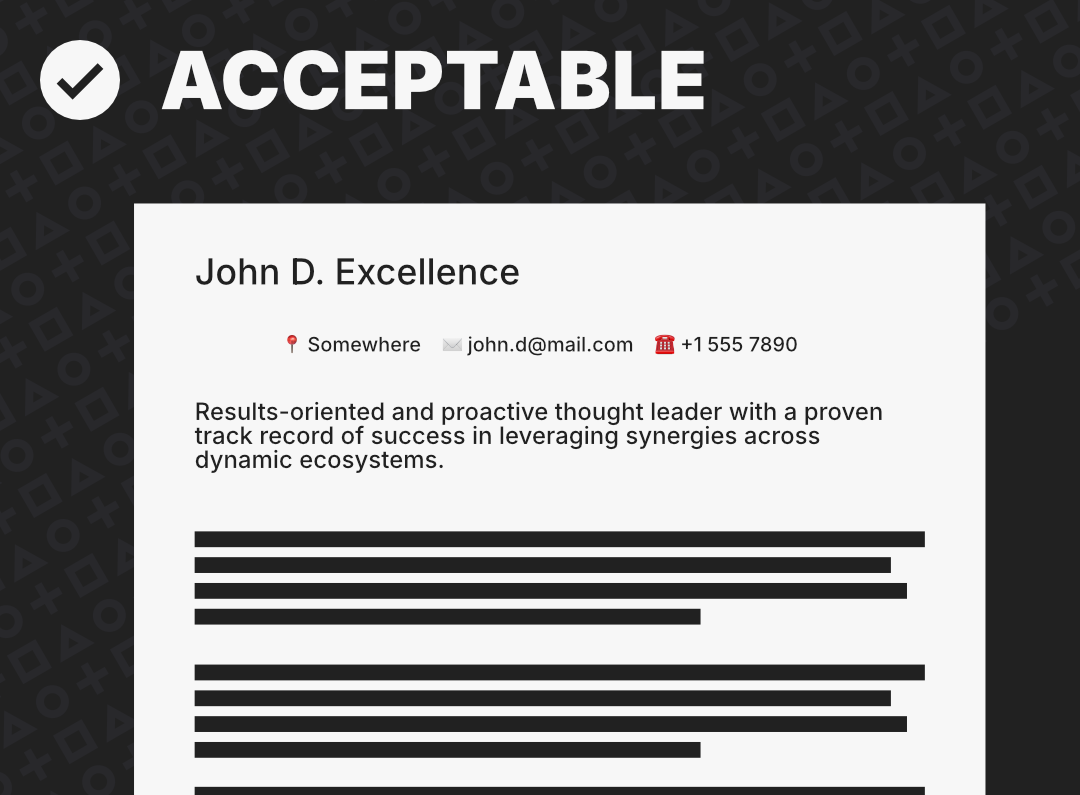 ACCEPTABLE
John D. Excellence
📍 Somewhere ✉️ john.d@mail.com ☎️ +1 555 7890
Results-oriented and proactive thought leader with a proven
track record of success in leveraging synergies across
dynamic ecosystems.